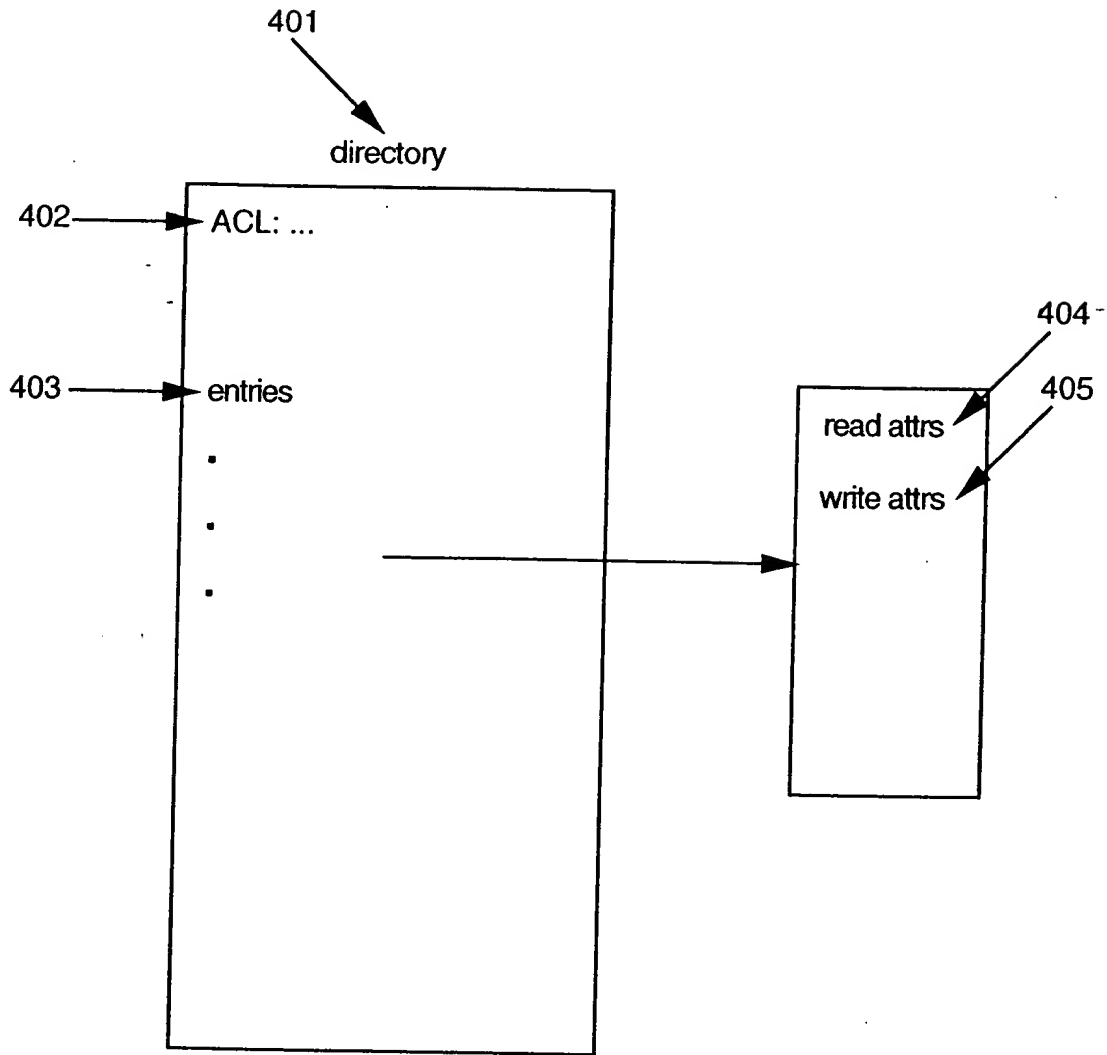 401
directory
402 ACL: ...
404
403 entries
405
read attrs
write attrs